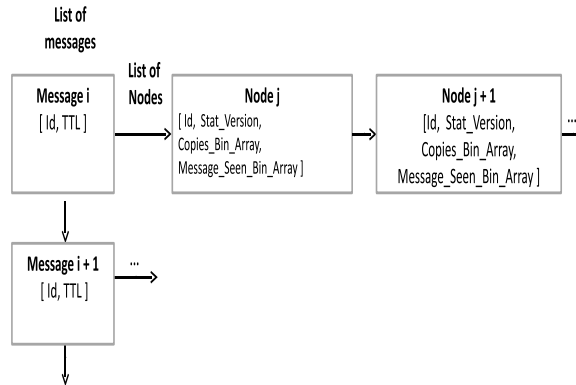 List of
messages
List of
Nodes
Message i
[ Id, TTL ]
Node j
[ Id, Stat_Version,
Copies_Bin_Array,
Message_Seen_Bin_Array ]
Node j + 1
[Id, Stat_Version,
Copies_Bin_Array,
Message_Seen_Bin_Array ]
...
Message i + 1
[ Id, TTL ]
...